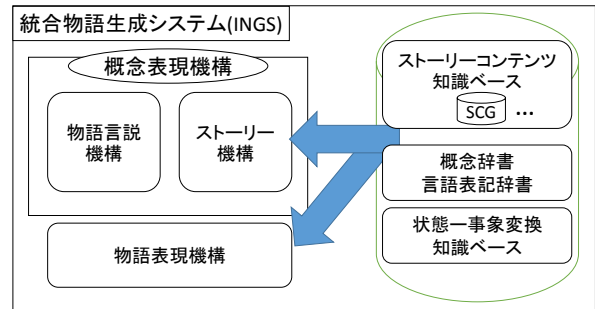 統合物語生成システム(INGS)
概念表現機構
物語言説
機構
ストーリー
機構
物語表現機構
ストーリーコンテンツ
知識ベース
SCG …
概念辞書
言語表記辞書
状態ー事象変換
知識ベース